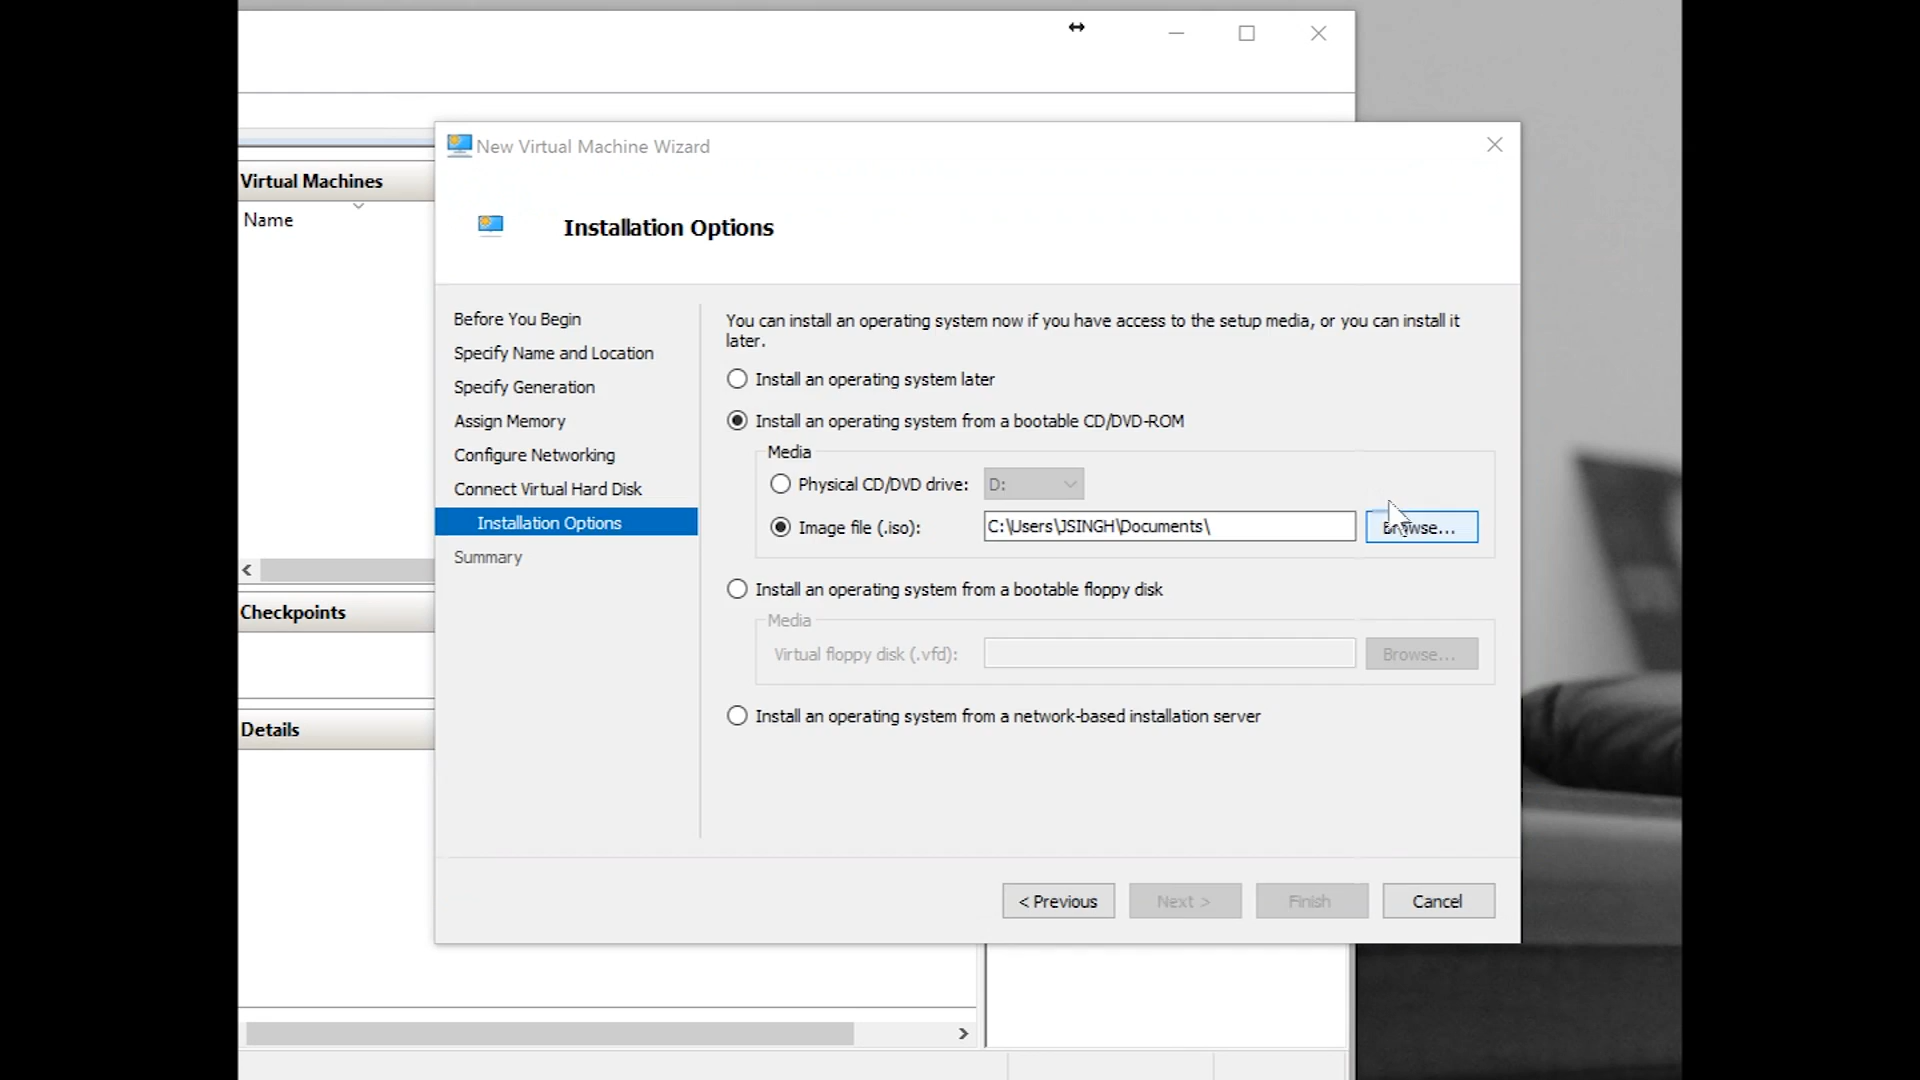 New Virtual Machine Wizard
Virtual Machines
Name
Installation Options
Before You Begin
Specify Name and Location
Specify Generation
Assign Memory
Configure Networking
Connect Virtual Hard Disk
Installation Options
Summary
You can install an operating system now if you have access to the setup media, or you can install it
later.
Install an operating system later
Install an operating system from a bootable CD/DVD-ROM
Media
Physical CD/DVD drive:
D:
Image file (.iso):
C:\Users\JSINGH\Documents\
Browse...
Install an operating system from a bootable floppy disk
Media
Virtual floppy disk (.vfd):
Browse...
Install an operating system from a network-based installation server
Checkpoints
Details
< Previous
Next >
Finish
Cancel